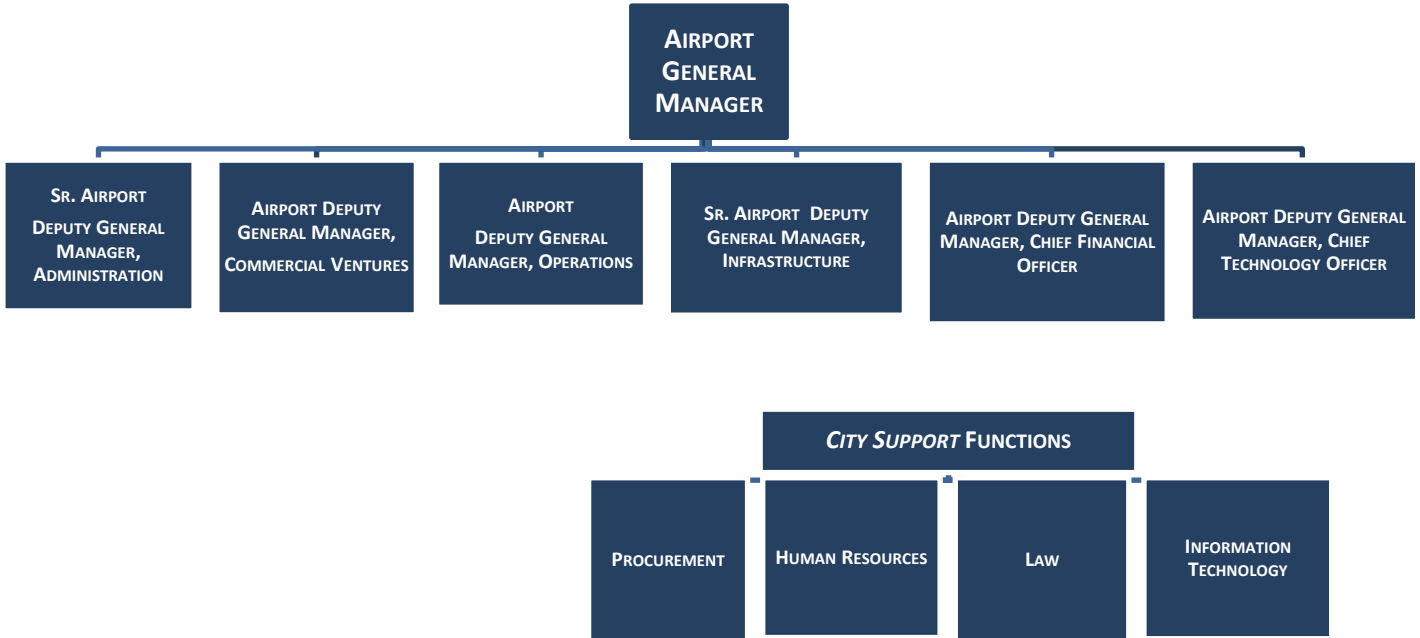 AIRPORT
GENERAL
MANAGER
SR. AIRPORT
DEPUTY GENERAL
MANAGER,
ADMINISTRATION
AIRPORT DEPUTY
GENERAL MANAGER,
COMMERCIAL VENTURES
AIRPORT
DEPUTY GENERAL
MANAGER, OPERATIONS
SR. AIRPORT DEPUTY
GENERAL MANAGER,
INFRASTRUCTURE
AIRPORT DEPUTY GENERAL
MANAGER, CHIEF FINANCIAL
OFFICER
AIRPORT DEPUTY GENERAL
MANAGER, CHIEF
TECHNOLOGY OFFICER
CITY SUPPORT FUNCTIONS
PROCUREMENT
HUMAN RESOURCES
LAW
INFORMATION
TECHNOLOGY